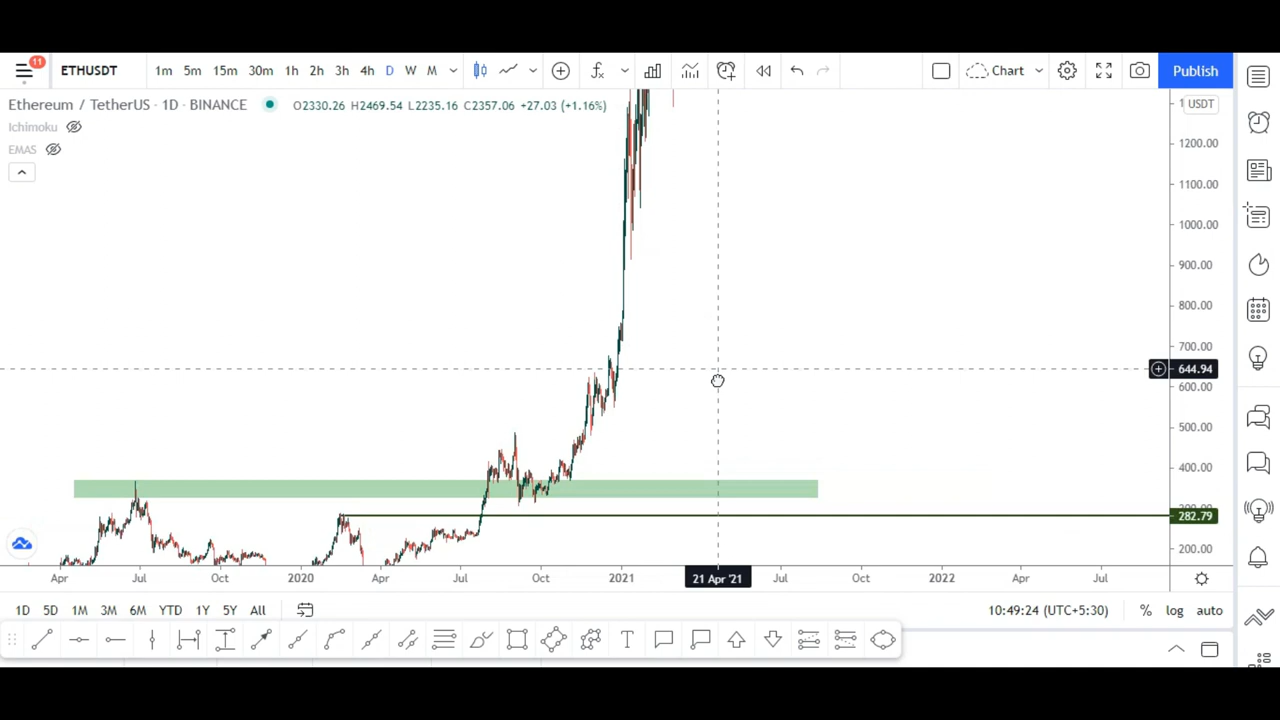 11
ETHUSDT 1m 5m 15m 30m 1h 2h 3h 4h D W M Chart Publish
Ethereum / TetherUS · 1D · BINANCE O2330.26 H2469.54 L2235.16 C2357.06 +27.03 (+1.16%) USDT
Ichimoku
EMAS
1200.00
1100.00
1000.00
900.00
800.00
700.00
644.94
600.00
500.00
400.00
282.79
200.00
Apr Jul Oct 2020 Apr Jul Oct 2021 21 Apr '21 Jul Oct 2022 Apr Jul
1D 5D 1M 3M 6M YTD 1Y 5Y All 10:49:24 (UTC+5:30) % log auto
T